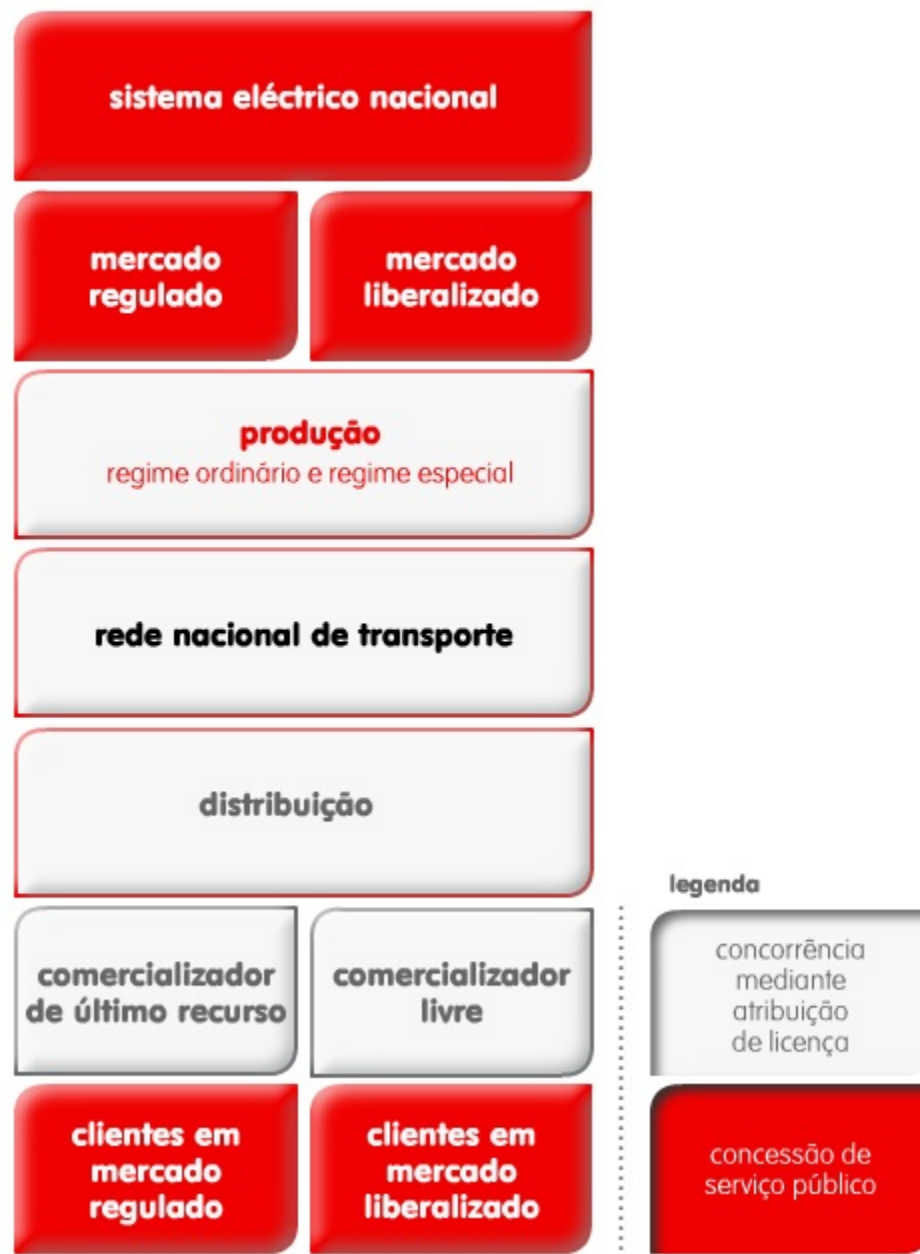 sistema eléctrico nacional
mercado
regulado
mercado
liberalizado
produção
regime ordinário e regime especial
rede nacional de transporte
distribuição
comercializador
de último recurso
comercializador
livre
clientes em
mercado
regulado
clientes em
mercado
liberalizado
legenda
concorrência
mediante
atribuição
de licença
concessão de
serviço público